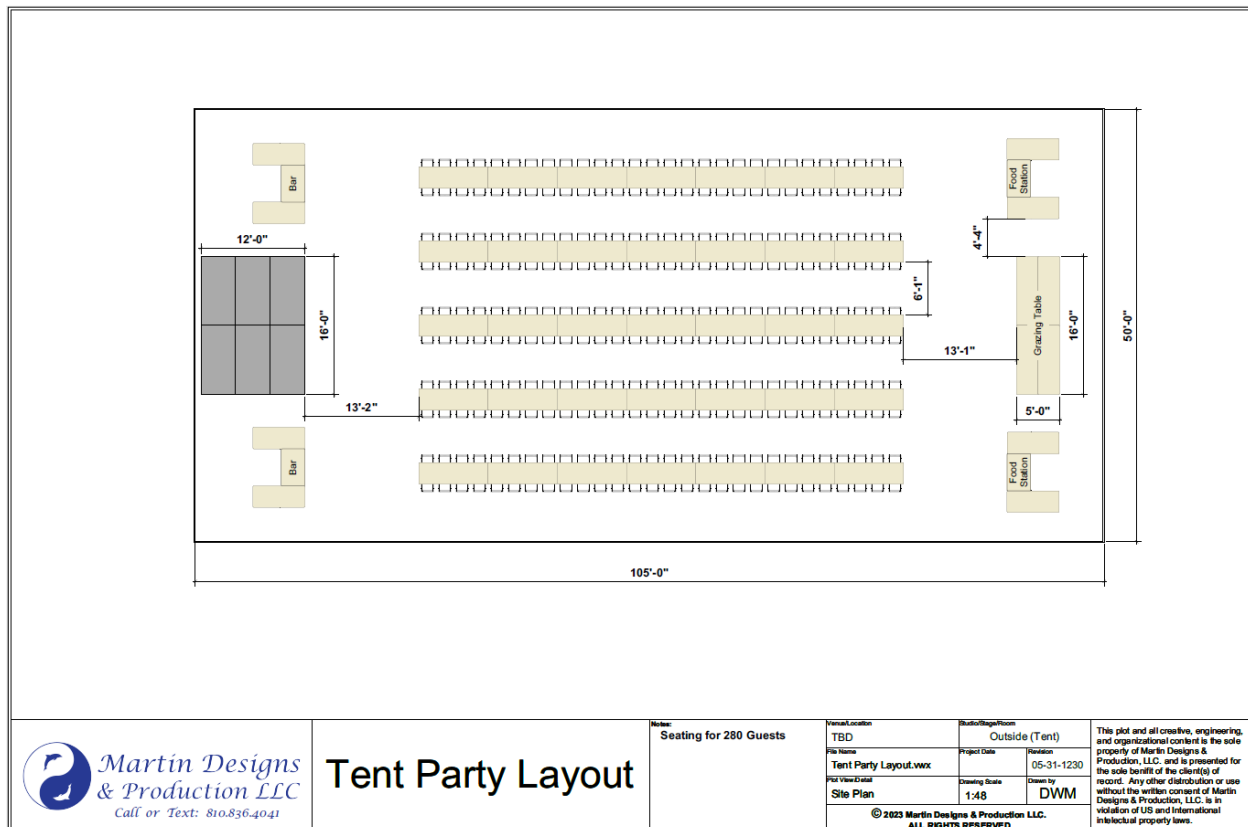 Bar
Food
Station
12'-0"
4'-4"
16'-0"
6'-1"
Grazing Table
16'-0"
50'-0"
13'-1"
13'-2"
5'-0"
Bar
Food
Station
105'-0"
Martin Designs
& Production LLC
Call or Text: 810.836.4041
Tent Party Layout
Notes:
Seating for 280 Guests
Venue/Location
TBD
Studio/Stage/Room
Outside (Tent)
File Name
Tent Party Layout.vwx
Project Date
Revision
05-31-1230
Plot View/Detail
Site Plan
Drawing Scale
1:48
Drawn by
DWM
© 2023 Martin Designs & Production LLC.
ALL RIGHTS RESERVED
This plot and all creative, engineering,
and organizational content is the sole
property of Martin Designs &
Production, LLC. and is presented for
the sole benifit of the client(s) of
record. Any other distrobution or use
without the written consent of Martin
Designs & Production, LLC. is in
violation of US and International
intelectual property laws.